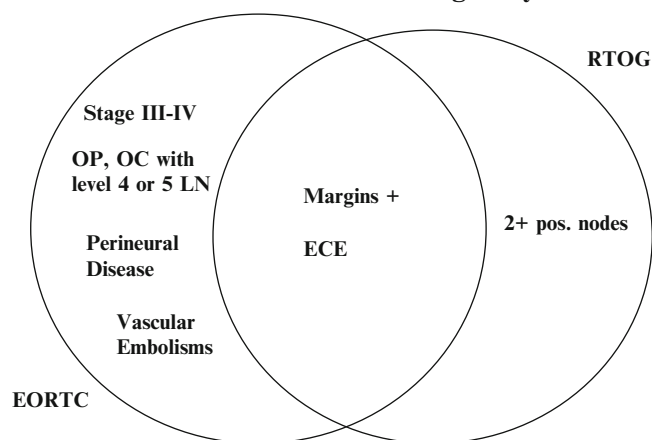 RTOG
Stage III-IV
OP, OC with
level 4 or 5 LN
Margins +
2+ pos. nodes
ECE
Perineural
Disease
Vascular
Embolisms
EORTC